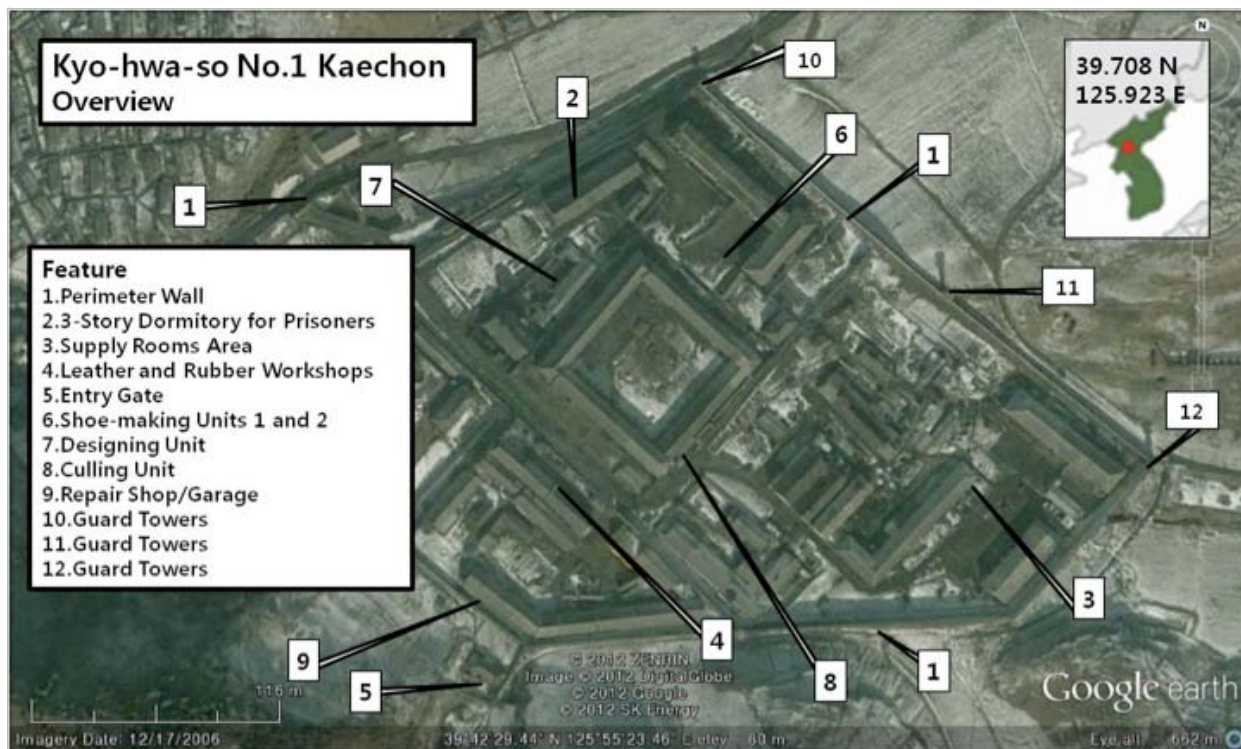 Kyo-hwa-so No.1 Kaechon
Overview
10
39.708 N
125.923 E
N
2
6
1
7
1
Feature
1.Perimeter Wall
2.3-Story Dormitory for Prisoners
3.Supply Rooms Area
4.Leather and Rubber Workshops
5.Entry Gate
6.Shoe-making Units 1 and 2
7.Designing Unit
8.Culling Unit
9.Repair Shop/Garage
10.Guard Towers
11.Guard Towers
12.Guard Towers
11
12
3
9
4
1
5
8
116 m
© 2012 ZENRIN
Image © 2012 DigitalGlobe
© 2012 Google
© 2012 SK Energy
Google earth
Imagery Date: 12/17/2006
39°42'29.44" N 125°55'23.46" E elev 80 m
Eye alt 662 m